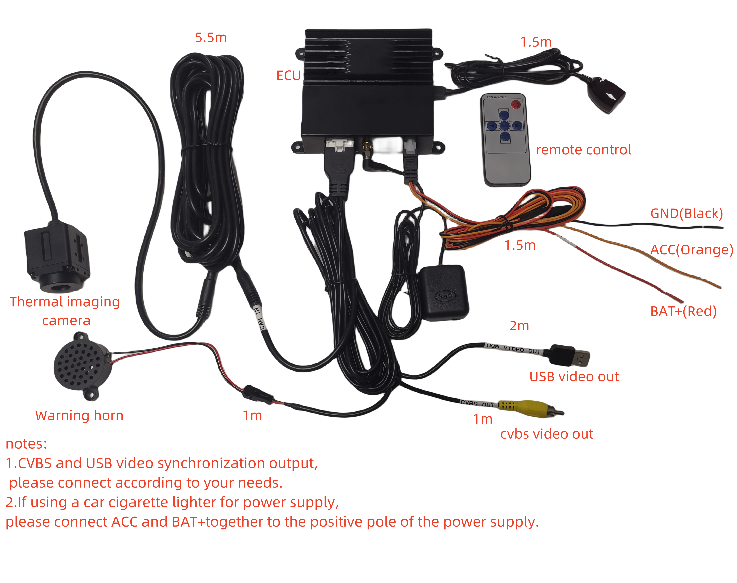 5.5m
1.5m
ECU
remote control
GND(Black)
1.5m
ACC(Orange)
Thermal imaging
camera
BAT+(Red)
2m
USB video out
Warning horn
1m
1m
cvbs video out
notes:
1.CVBS and USB video synchronization output,
please connect according to your needs.
2.If using a car cigarette lighter for power supply,
please connect ACC and BAT+together to the positive pole of the power supply.